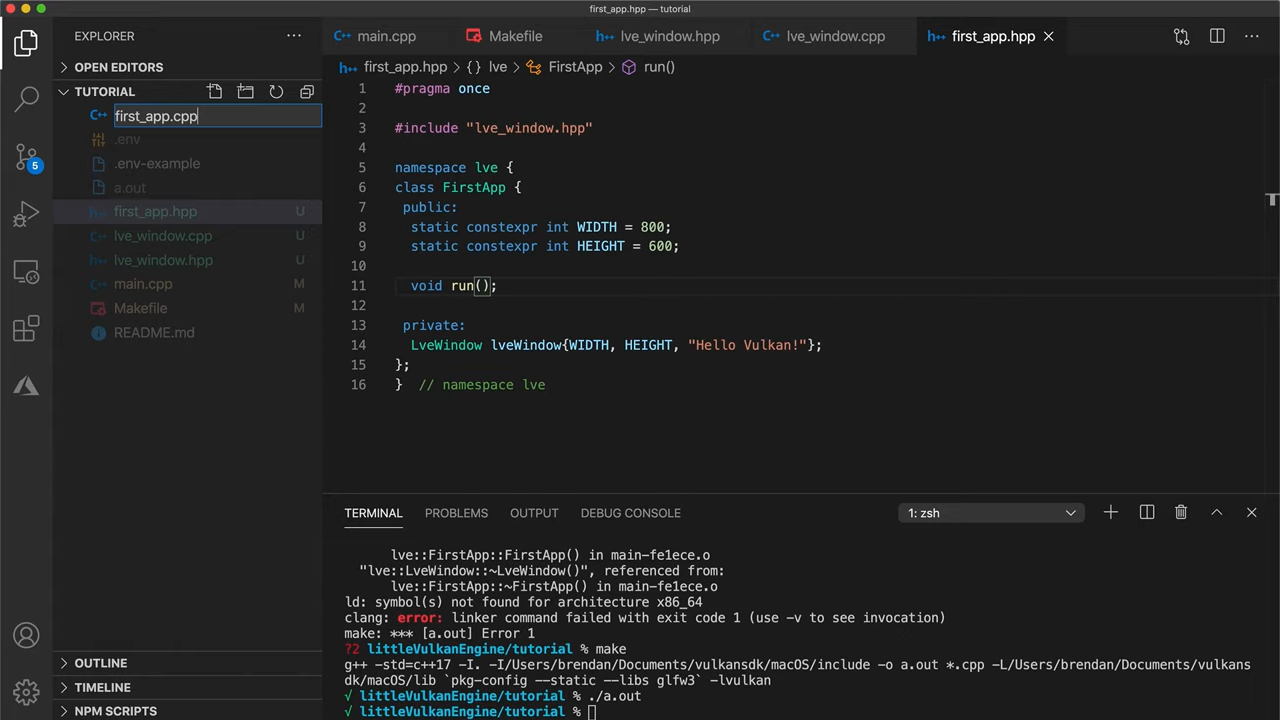 first_app.hpp — tutorial
EXPLORER
main.cpp
Makefile
lve_window.hpp
lve_window.cpp
first_app.hpp
OPEN EDITORS
TUTORIAL
first_app.cpp
.env
.env-example
a.out
first_app.hpp U
lve_window.cpp U
lve_window.hpp U
main.cpp M
Makefile M
README.md
5
OUTLINE
TIMELINE
NPM SCRIPTS
first_app.hpp > {} lve > FirstApp > run()
1 #pragma once
2
3 #include "lve_window.hpp"
4
5 namespace lve {
6 class FirstApp {
7 public:
8 static constexpr int WIDTH = 800;
9 static constexpr int HEIGHT = 600;
10
11 void run();
12
13 private:
14 LveWindow lveWindow{WIDTH, HEIGHT, "Hello Vulkan!"};
15 };
16 } // namespace lve
TERMINAL PROBLEMS OUTPUT DEBUG CONSOLE
1: zsh
lve::FirstApp::FirstApp() in main-fe1ece.o
"lve::LveWindow::~LveWindow()", referenced from:
lve::FirstApp::~FirstApp() in main-fe1ece.o
ld: symbol(s) not found for architecture x86_64
clang: error: linker command failed with exit code 1 (use -v to see invocation)
make: *** [a.out] Error 1
?2 littleVulkanEngine/tutorial % make
g++ -std=c++17 -I. -I/Users/brendan/Documents/vulkansdk/macOS/include -o a.out *.cpp -L/Users/brendan/Documents/vulkans
dk/macOS/lib `pkg-config --static --libs glfw3` -lvulkan
√ littleVulkanEngine/tutorial % ./a.out
√ littleVulkanEngine/tutorial %